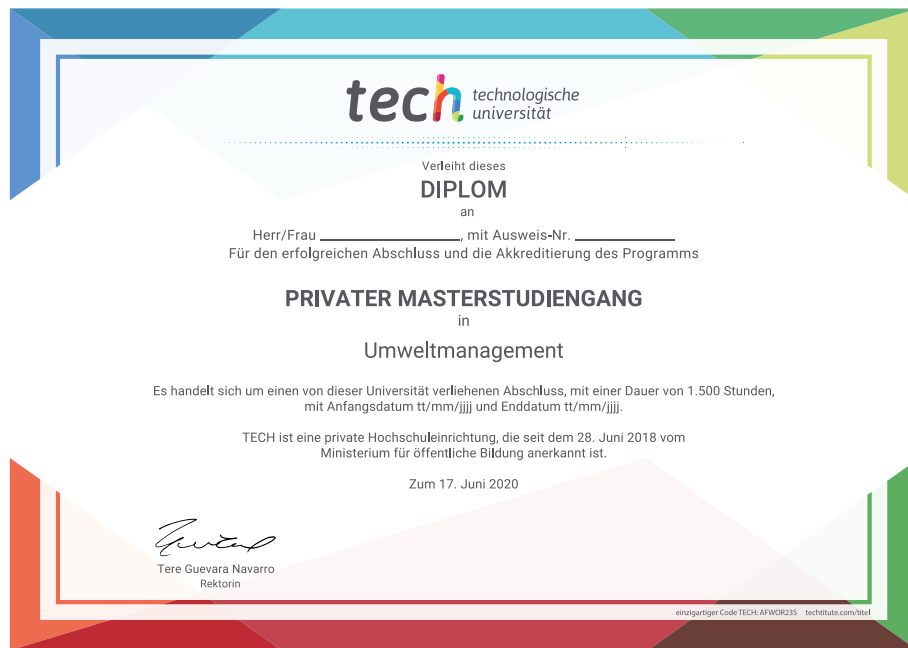 tech technologische
universität
Verleiht dieses
DIPLOM
an
Herr/Frau ____________________, mit Ausweis-Nr. ______________
Für den erfolgreichen Abschluss und die Akkreditierung des Programms
PRIVATER MASTERSTUDIENGANG
in
Umweltmanagement
Es handelt sich um einen von dieser Universität verliehenen Abschluss, mit einer Dauer von 1.500 Stunden,
mit Anfangsdatum tt/mm/jjjj und Enddatum tt/mm/jjjj.
TECH ist eine private Hochschuleinrichtung, die seit dem 28. Juni 2018 vom
Ministerium für öffentliche Bildung anerkannt ist.
Zum 17. Juni 2020
Tere Guevara Navarro
Rektorin
einzigartiger Code TECH: AFWOR23S techtitute.com/titel